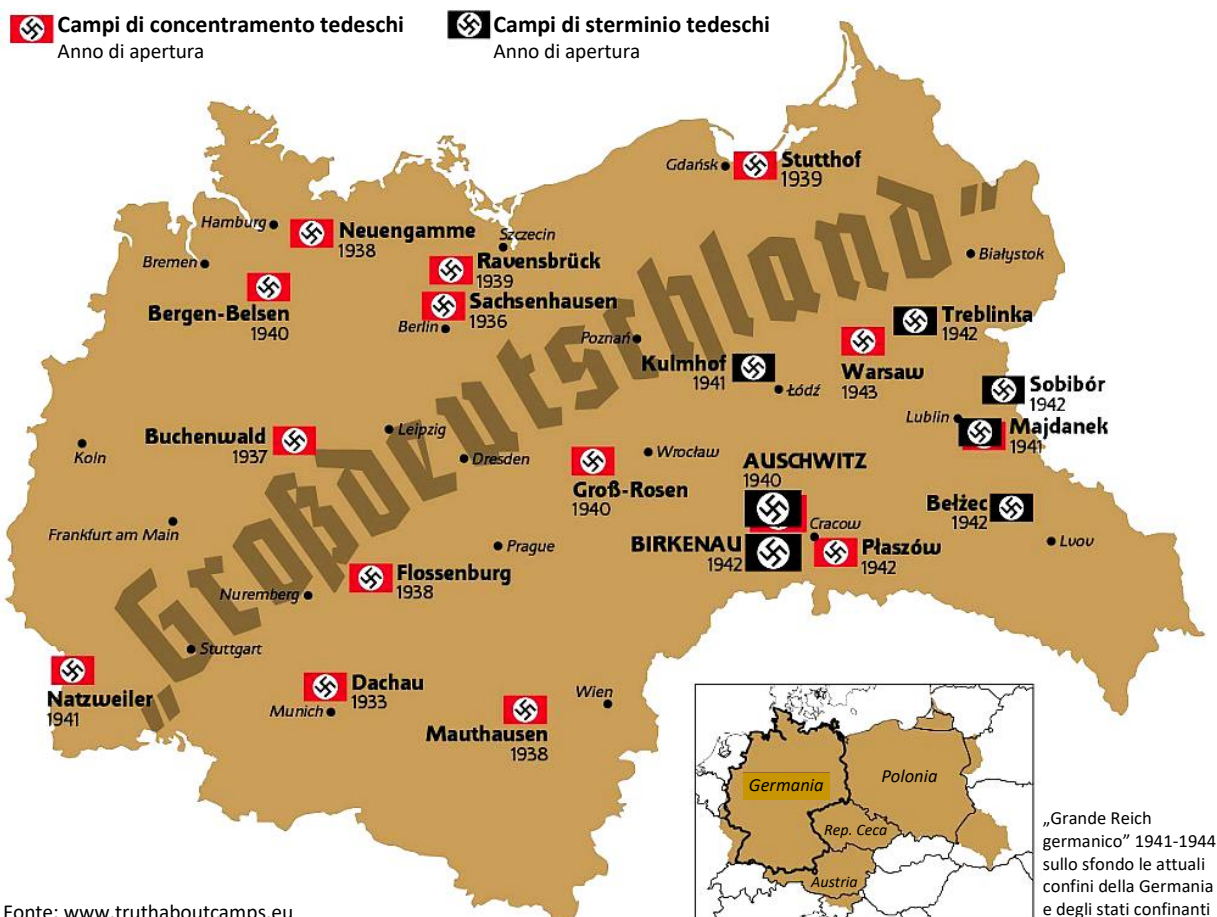 Campi di concentramento tedeschi
Anno di apertura
Campi di sterminio tedeschi
Anno di apertura
Gdańsk
Stutthof
1939
Hamburg
Neuengamme
1938
Szczecin
Bremen
Ravensbrück
1939
Białystok
Bergen-Belsen
1940
Sachsenhausen
1936
Berlin
Treblinka
1942
Poznań
Kulmhof
1941
Łódź
Warsaw
1943
Sobibór
1942
Lublin
Majdanek
1941
„Großdeutschland"
Buchenwald
1937
Leipzig
Koln
Dresden
Wrocław
Groß-Rosen
1940
AUSCHWITZ
1940
Bełżec
1942
Frankfurt am Main
Prague
BIRKENAU
1942
Cracow
Płaszów
1942
Lvov
Flossenburg
1938
Nuremberg
Stuttgart
Natzweiler
1941
Dachau
1933
Munich
Mauthausen
1938
Wien
Germania
Polonia
Rep. Ceca
Austria
„Grande Reich
germanico” 1941-1944
sullo sfondo le attuali
confini della Germania
e degli stati confinanti
Fonte: www.truthaboutcamps.eu